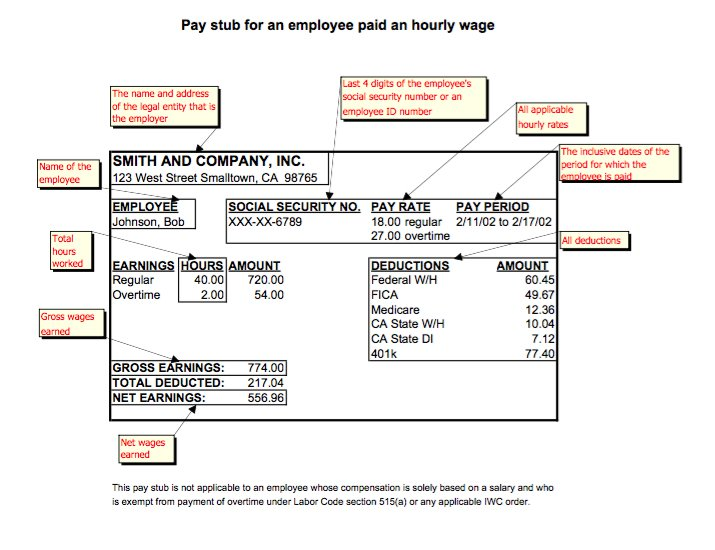 Pay stub for an employee paid an hourly wage
The name and address
of the legal entity that is
the employer
Last 4 digits of the employee's
social security number or an
employee ID number
All applicable
hourly rates
The inclusive dates of the
period for which the
employee is paid
Name of the
employee
SMITH AND COMPANY, INC.
123 West Street Smalltown, CA 98765
EMPLOYEE SOCIAL SECURITY NO. PAY RATE PAY PERIOD
Johnson, Bob XXX-XX-6789 18.00 regular 2/11/02 to 2/17/02
27.00 overtime
Total
hours
worked
All deductions
EARNINGS HOURS AMOUNT DEDUCTIONS AMOUNT
Regular 40.00 720.00 Federal W/H 60.45
Overtime 2.00 54.00 FICA 49.67
Medicare 12.36
CA State W/H 10.04
CA State DI 7.12
401k 77.40
Gross wages
earned
GROSS EARNINGS: 774.00
TOTAL DEDUCTED: 217.04
NET EARNINGS: 556.96
Net wages
earned
This pay stub is not applicable to an employee whose compensation is solely based on a salary and who
is exempt from payment of overtime under Labor Code section 515(a) or any applicable IWC order.